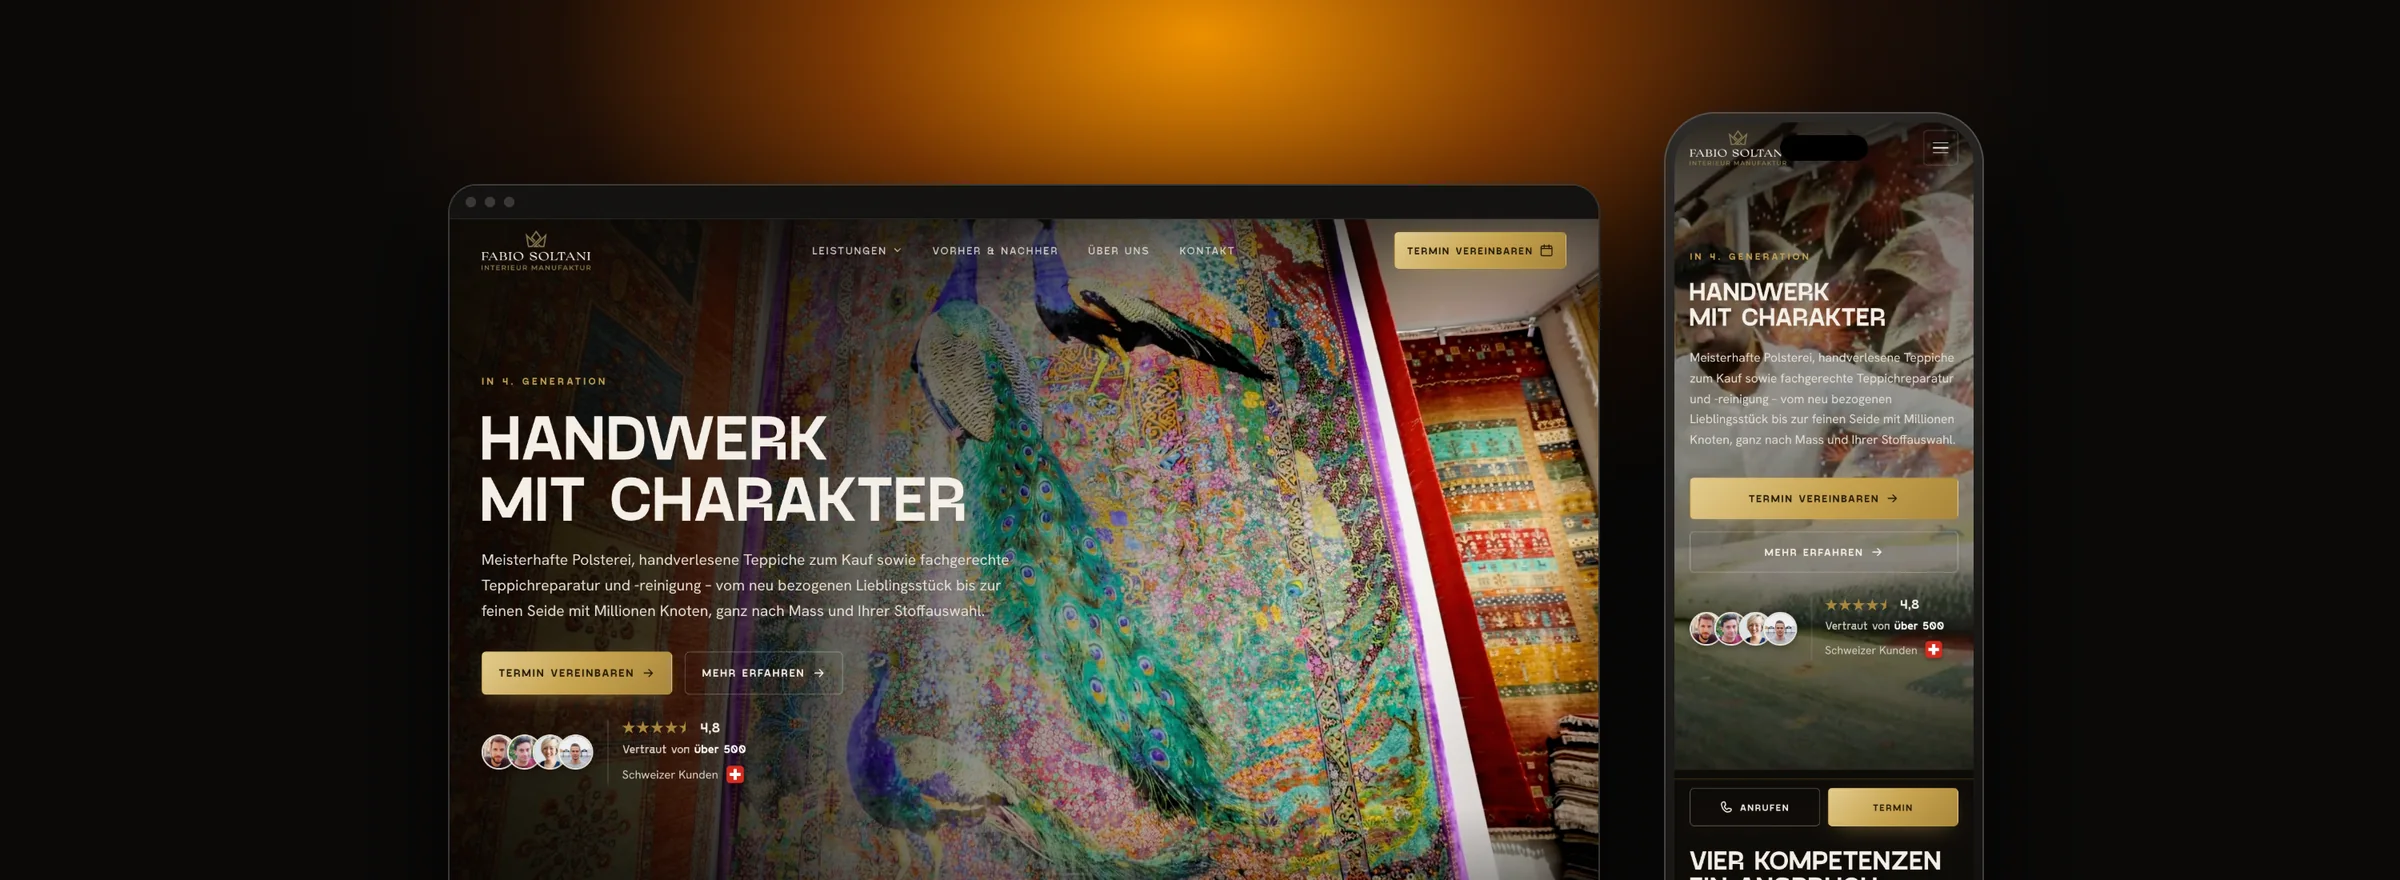 FABIO SOLTANI
INTERIEUR MANUFAKTUR
LEISTUNGEN
VORHER & NACHHER
ÜBER UNS
KONTAKT
TERMIN VEREINBAREN
IN 4. GENERATION
HANDWERK
MIT CHARAKTER
Meisterhafte Polsterei, handverlesene Teppiche zum Kauf sowie fachgerechte
Teppichreparatur und -reinigung – vom neu bezogenen Lieblingsstück bis zur
feinen Seide mit Millionen Knoten, ganz nach Mass und Ihrer Stoffauswahl.
TERMIN VEREINBAREN →
MEHR ERFAHREN →
4,8
Vertraut von über 500
Schweizer Kunden
FABIO SOLTAN
INTERIEUR MANUFAKTUR
IN 4. GENERATION
HANDWERK
MIT CHARAKTER
Meisterhafte Polsterei, handverlesene Teppiche
zum Kauf sowie fachgerechte Teppichreparatur
und -reinigung – vom neu bezogenen
Lieblingsstück bis zur feinen Seide mit Millionen
Knoten, ganz nach Mass und Ihrer Stoffauswahl.
TERMIN VEREINBAREN →
MEHR ERFAHREN →
4,8
Vertraut von über 500
Schweizer Kunden
ANRUFEN
TERMIN
VIER KOMPETENZEN